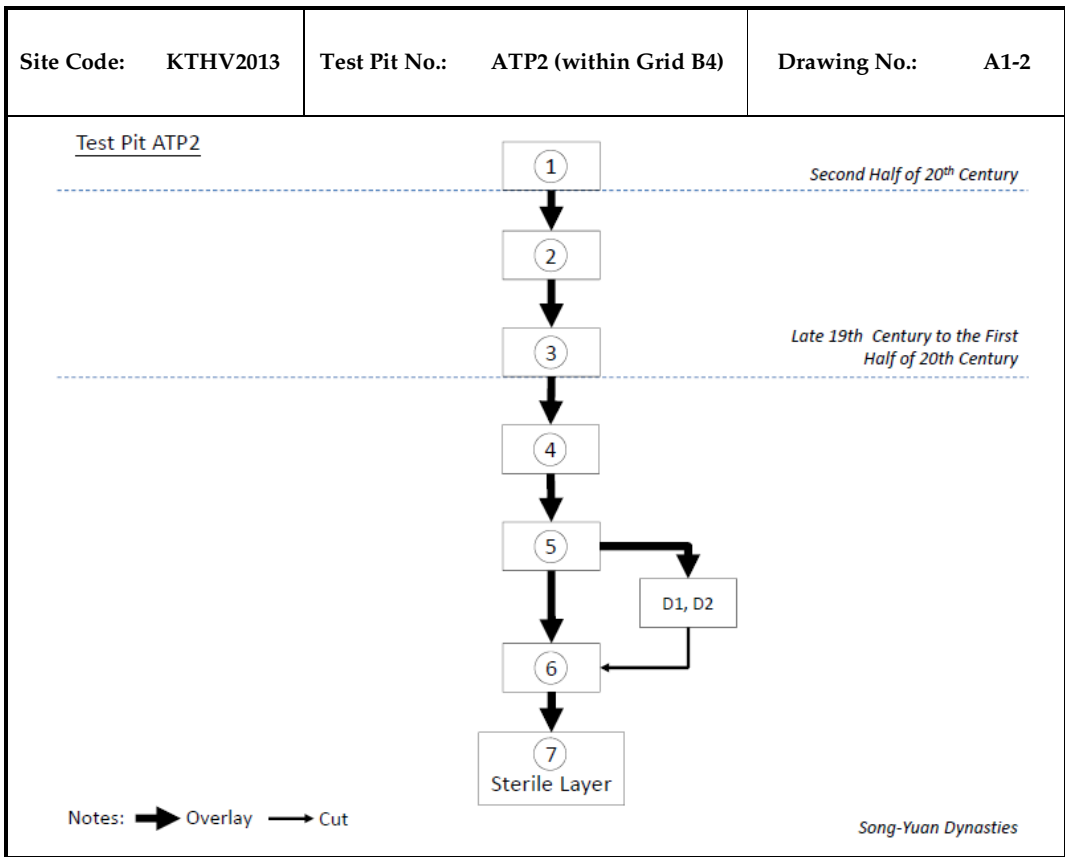 Site Code: KTHV2013 Test Pit No.: ATP2 (within Grid B4) Drawing No.: A1-2
Test Pit ATP2
1
Second Half of 20th Century
2
Late 19th Century to the First
Half of 20th Century
3
4
5
D1, D2
6
7
Sterile Layer
Notes: Overlay Cut
Song-Yuan Dynasties